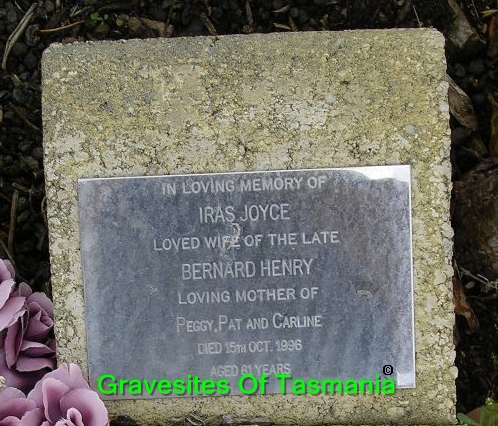 IN LOVING MEMORY OF
IRAS JOYCE
LOVED WIFE OF THE LATE
BERNARD HENRY
LOVING MOTHER OF
PEGGY, PAT AND CARLINE
DIED 15TH OCT. 1996
AGED 81 YEARS
Gravesites Of Tasmania ©